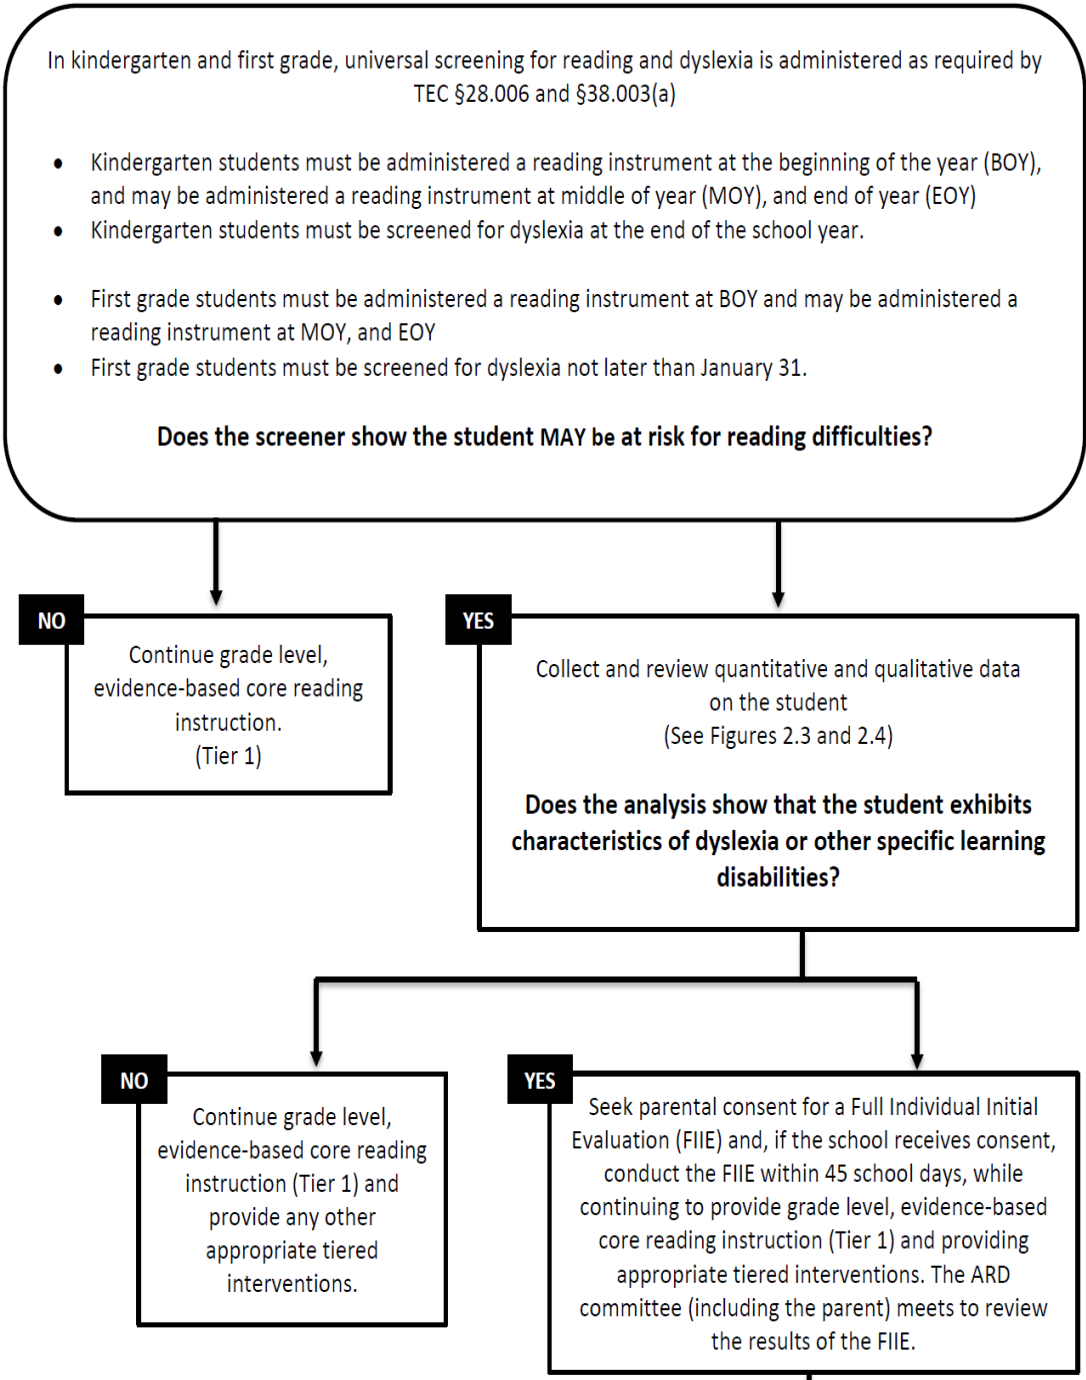 In kindergarten and first grade, universal screening for reading and dyslexia is administered as required by
TEC §28.006 and §38.003(a)
• Kindergarten students must be administered a reading instrument at the beginning of the year (BOY),
and may be administered a reading instrument at middle of year (MOY), and end of year (EOY)
• Kindergarten students must be screened for dyslexia at the end of the school year.
• First grade students must be administered a reading instrument at BOY and may be administered a
reading instrument at MOY, and EOY
• First grade students must be screened for dyslexia not later than January 31.
Does the screener show the student MAY be at risk for reading difficulties?
NO
Continue grade level,
evidence-based core reading
instruction.
(Tier 1)
YES
Collect and review quantitative and qualitative data
on the student
(See Figures 2.3 and 2.4)
Does the analysis show that the student exhibits
characteristics of dyslexia or other specific learning
disabilities?
NO
Continue grade level,
evidence-based core reading
instruction (Tier 1) and
provide any other
appropriate tiered
interventions.
YES
Seek parental consent for a Full Individual Initial
Evaluation (FIIE) and, if the school receives consent,
conduct the FIIE within 45 school days, while
continuing to provide grade level, evidence-based
core reading instruction (Tier 1) and providing
appropriate tiered interventions. The ARD
committee (including the parent) meets to review
the results of the FIIE.